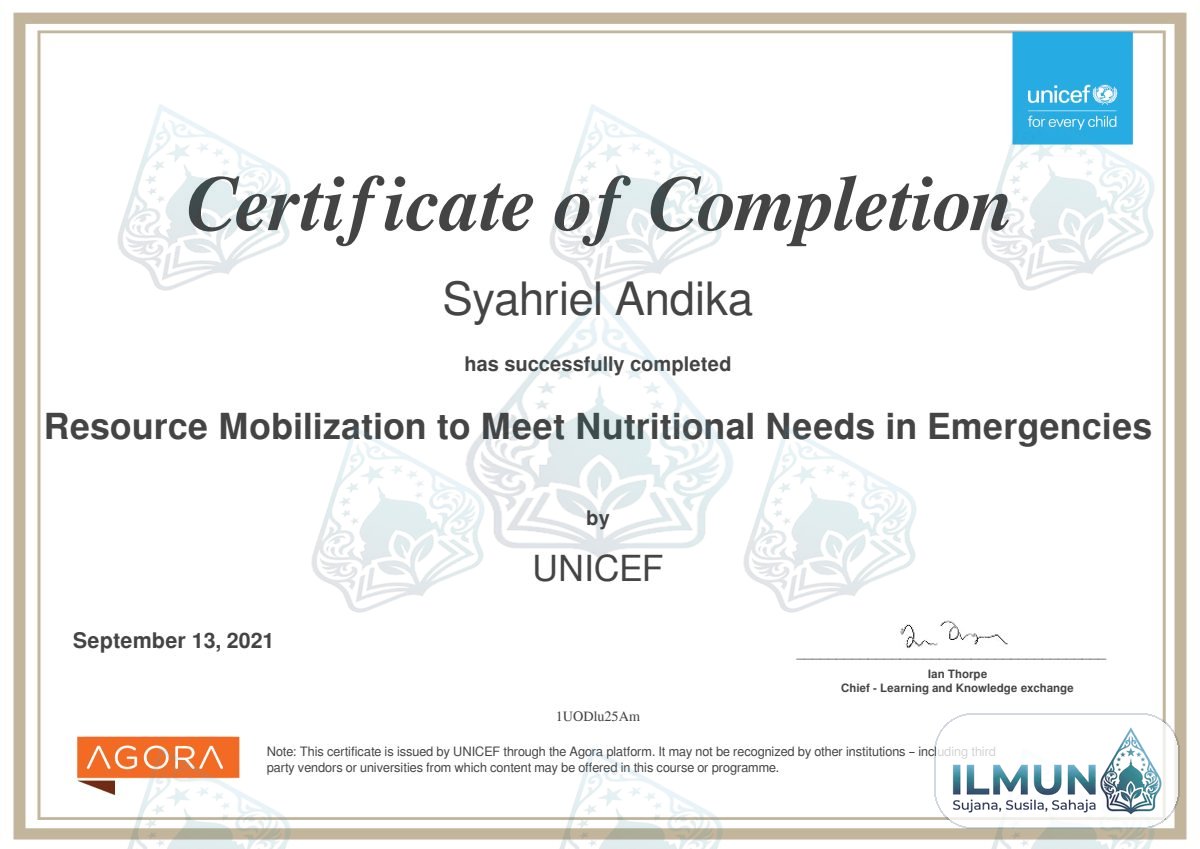 unicef
for every child
Certificate of Completion
Syahriel Andika
has successfully completed
Resource Mobilization to Meet Nutritional Needs in Emergencies
by
UNICEF
September 13, 2021
Ian Thorpe
Chief - Learning and Knowledge exchange
1UODlu25Am
AGORA
Note: This certificate is issued by UNICEF through the Agora platform. It may not be recognized by other institutions – including third
party vendors or universities from which content may be offered in this course or programme.
ILMUN
Sujana, Susila, Sahaja